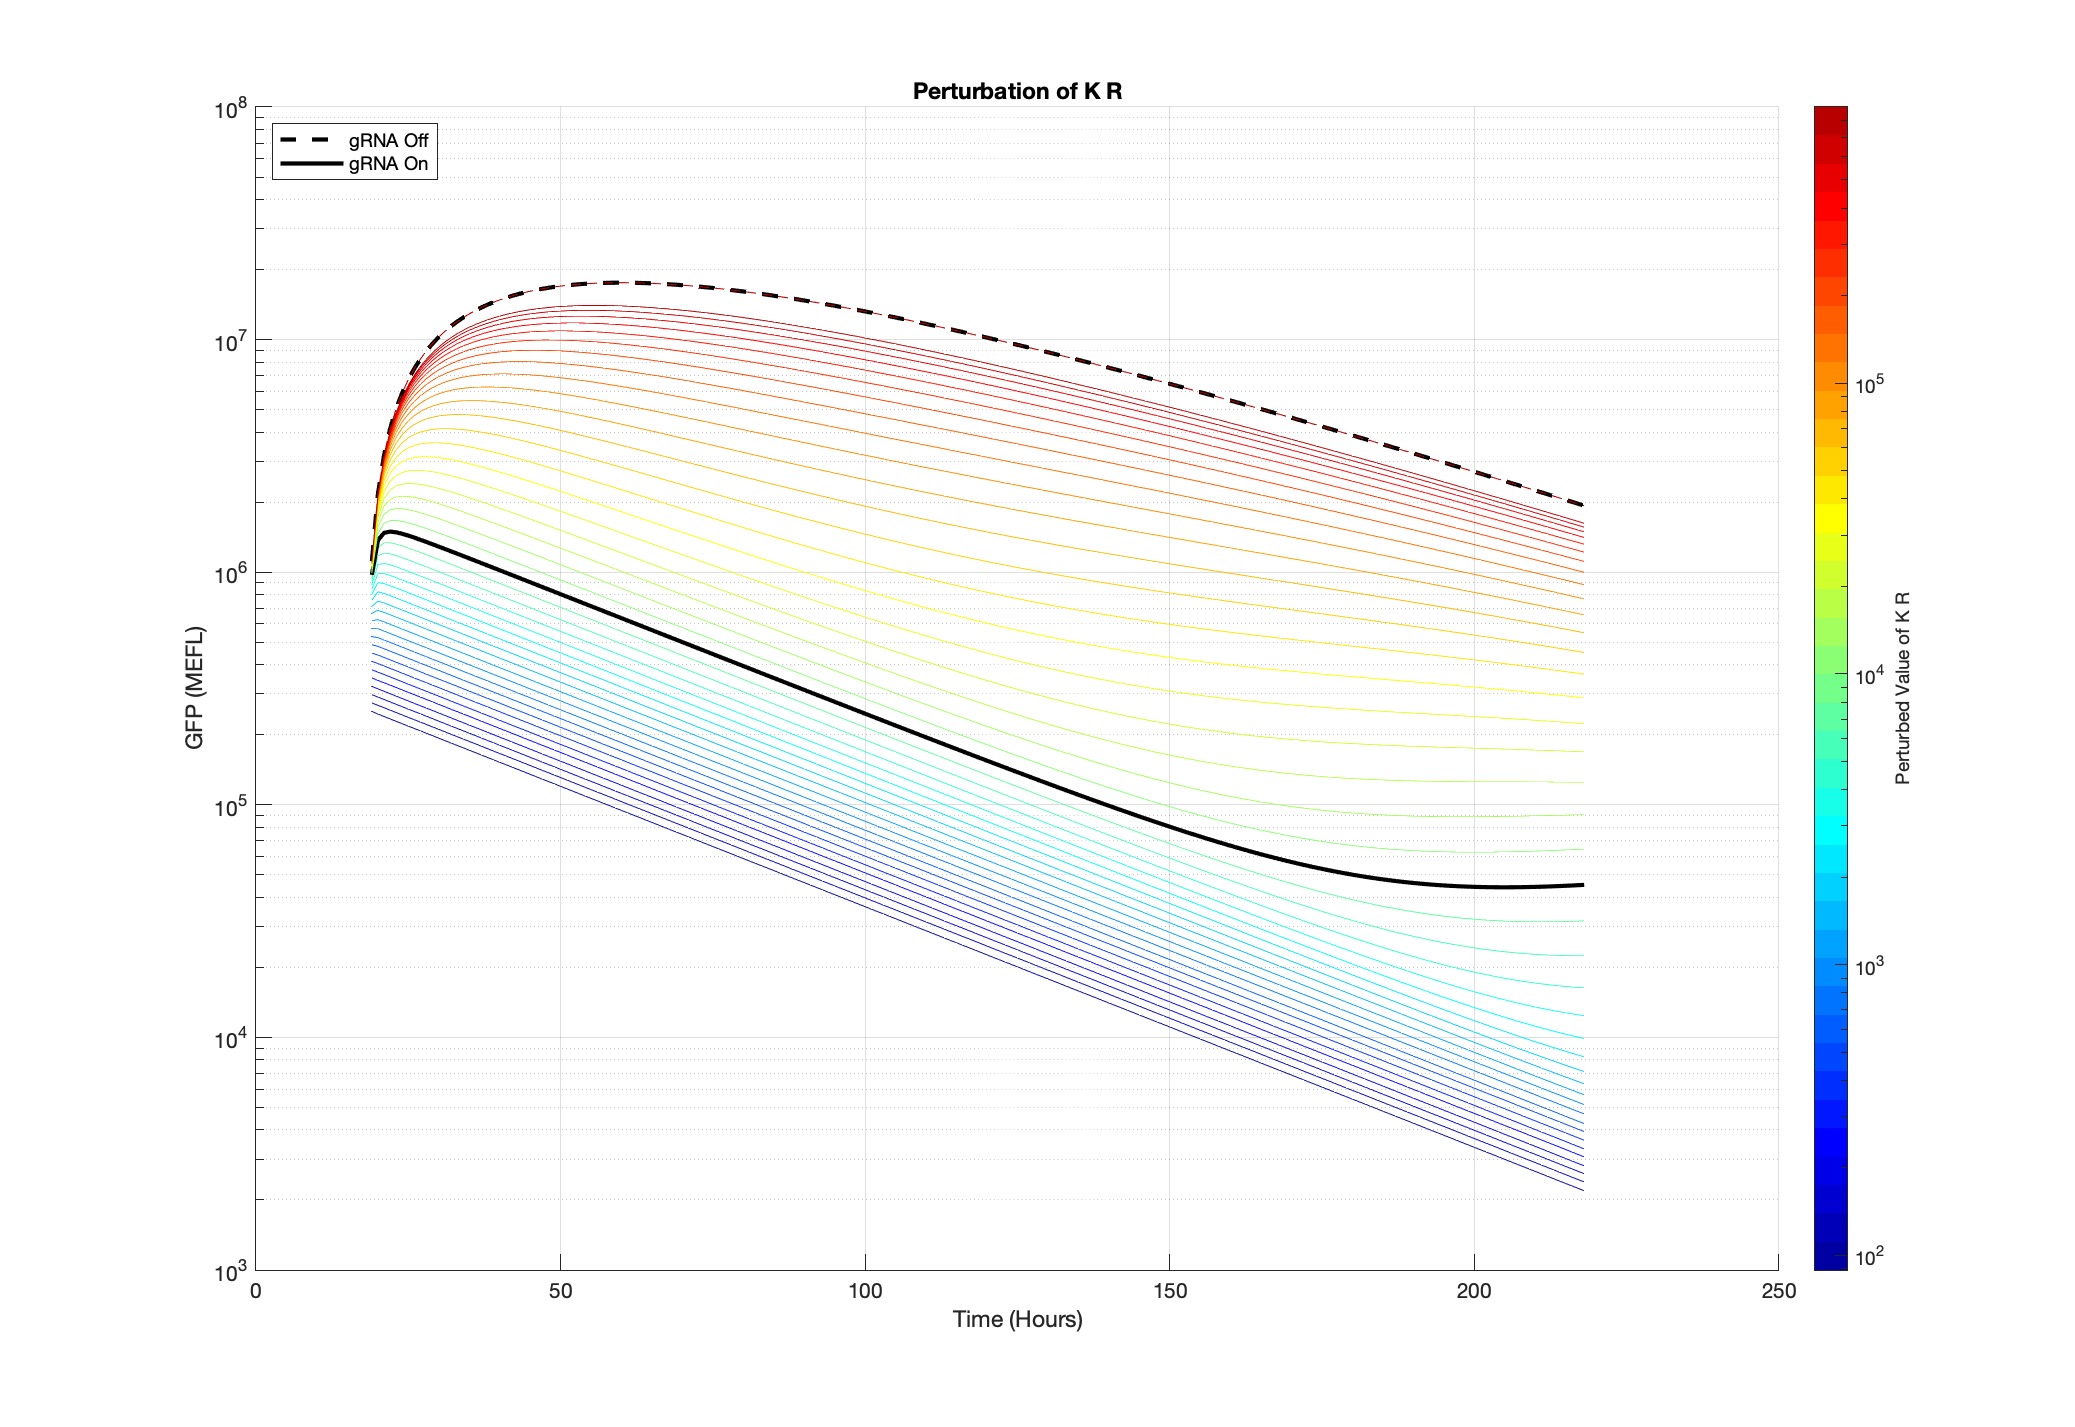 Perturbation of K R
gRNA Off
gRNA On
10^8
10^7
10^6
10^5
10^4
10^3
GFP (MEFL)
0 50 100 150 200 250
Time (Hours)
10^5
10^4
10^3
10^2
Perturbed Value of K R